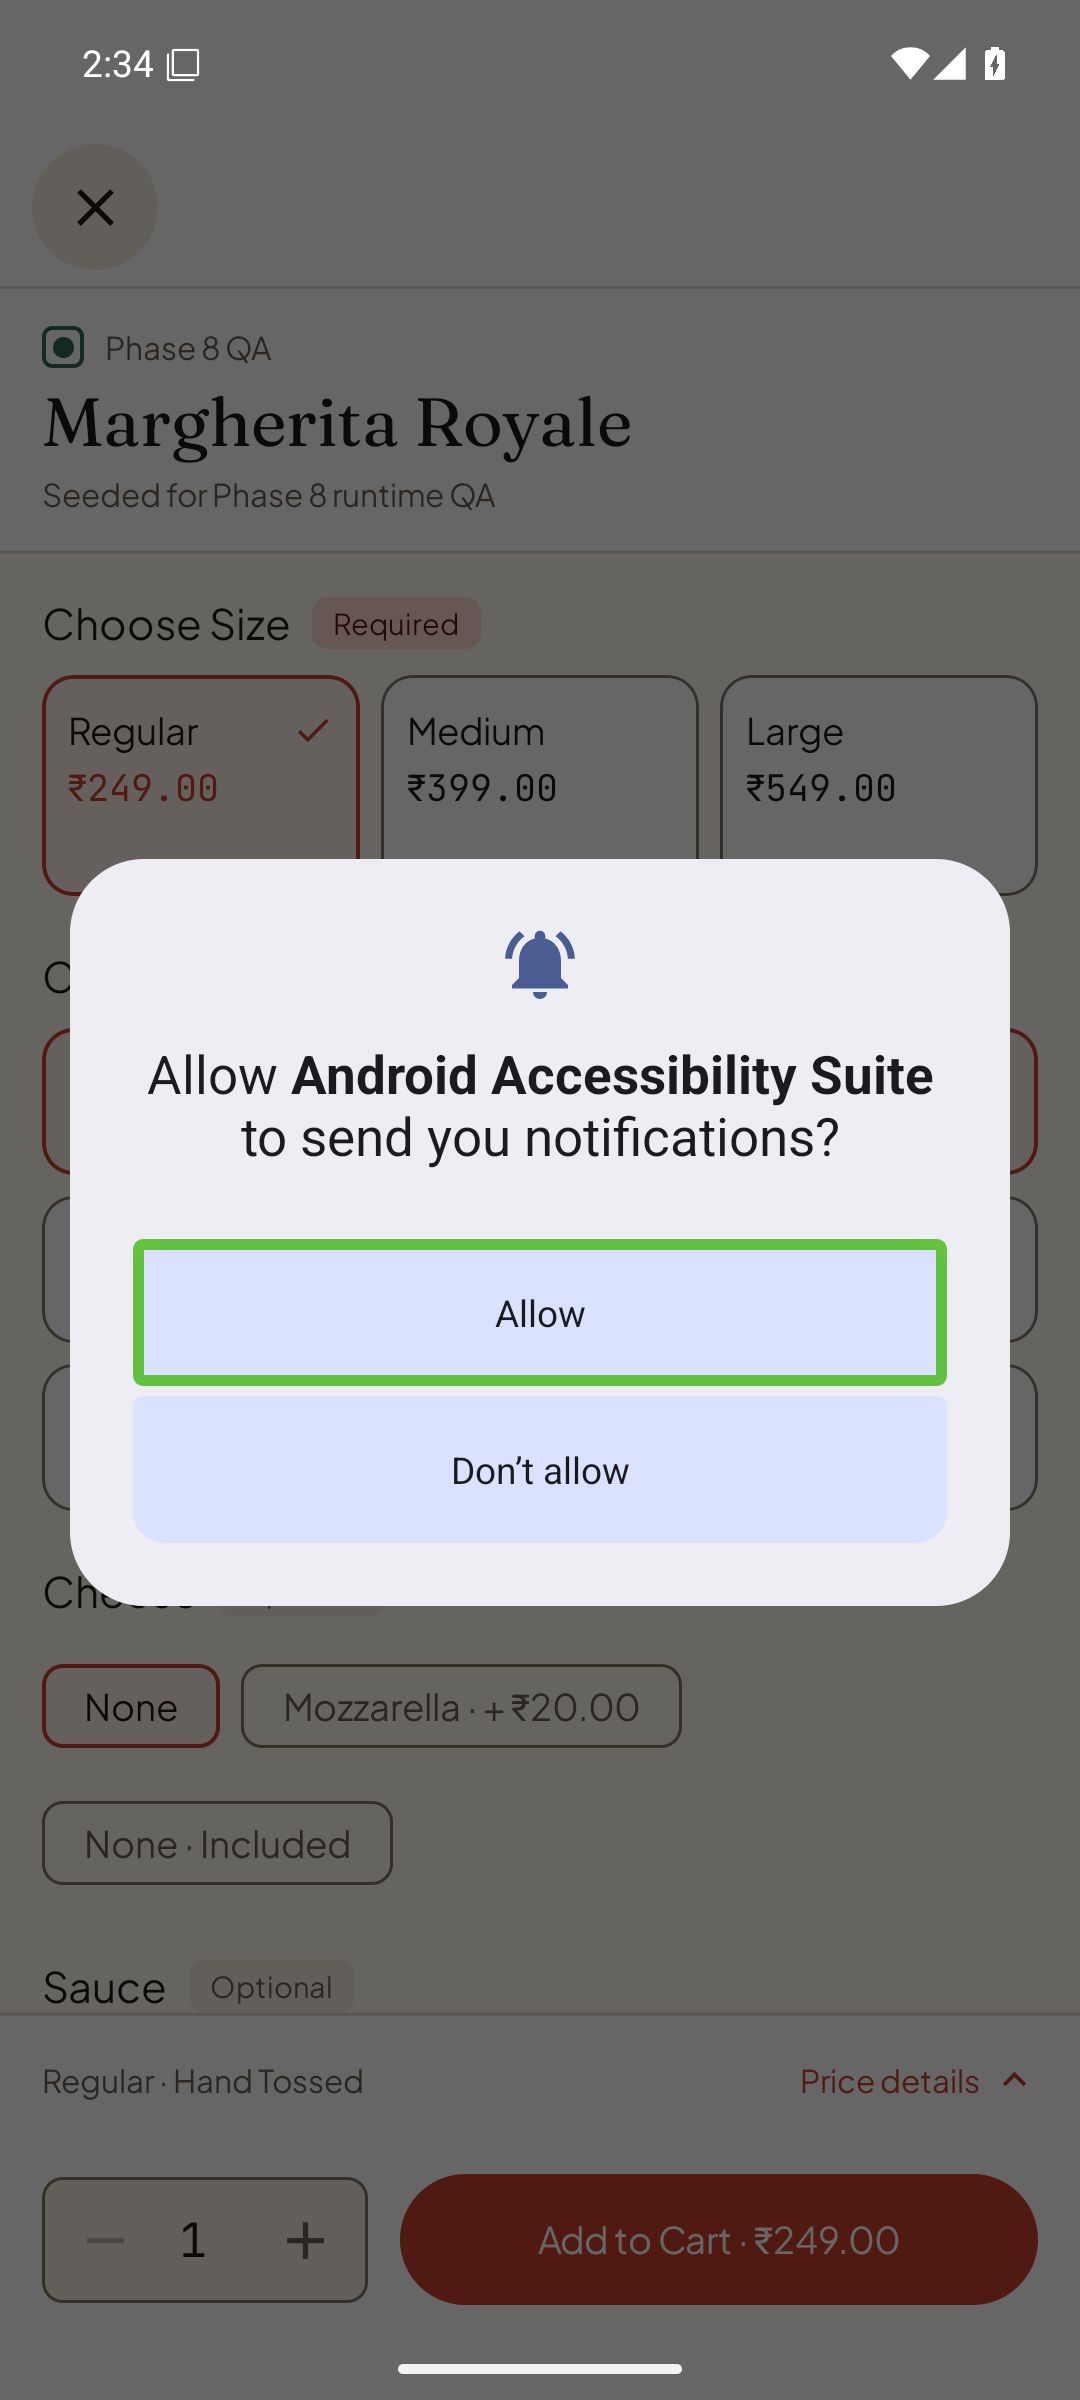 2:34
Phase 8 QA
Margherita Royale
Seeded for Phase 8 runtime QA
Choose Size Required
Regular Medium Large
₹249.00 ₹399.00 ₹549.00
Allow Android Accessibility Suite
to send you notifications?
Allow
Don’t allow
None Mozzarella · + ₹20.00
None · Included
Sauce Optional
Regular · Hand Tossed Price details
1 Add to Cart · ₹249.00